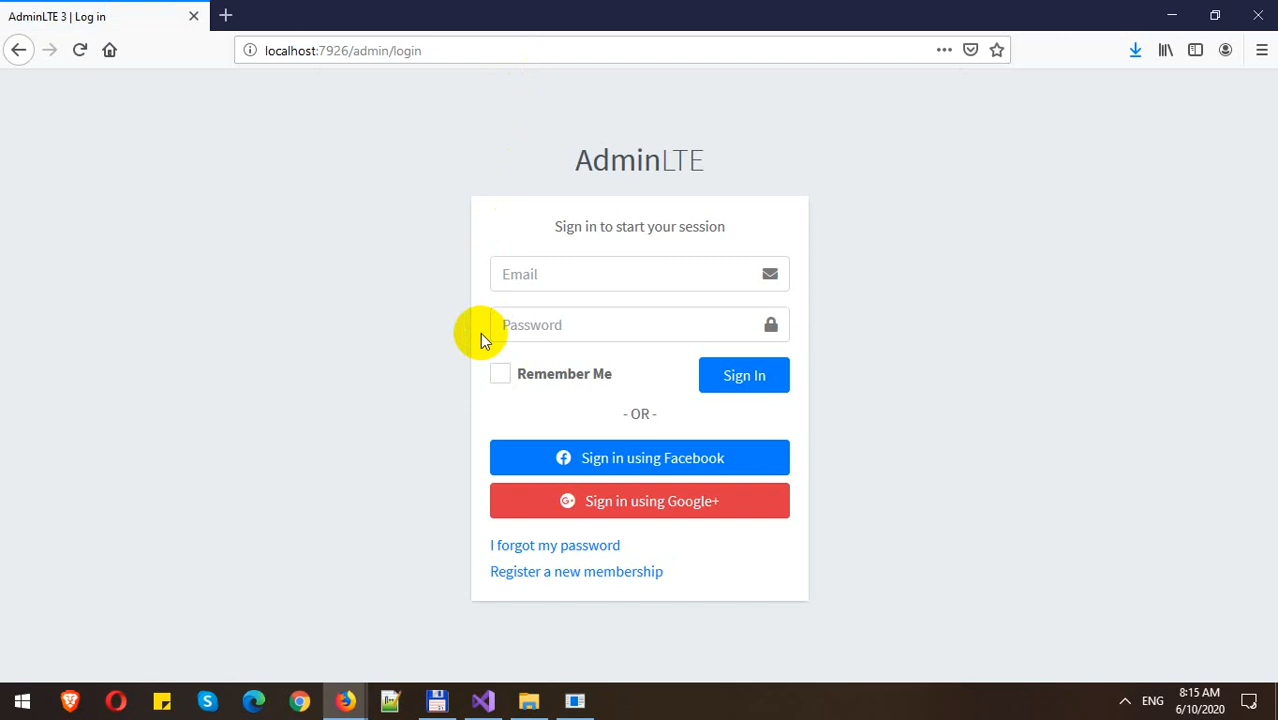 AdminLTE 3 | Log in
localhost:7926/admin/login
AdminLTE
Sign in to start your session
Email
Password
Remember Me
Sign In
- OR -
Sign in using Facebook
Sign in using Google+
I forgot my password
Register a new membership
ENG
8:15 AM
6/10/2020